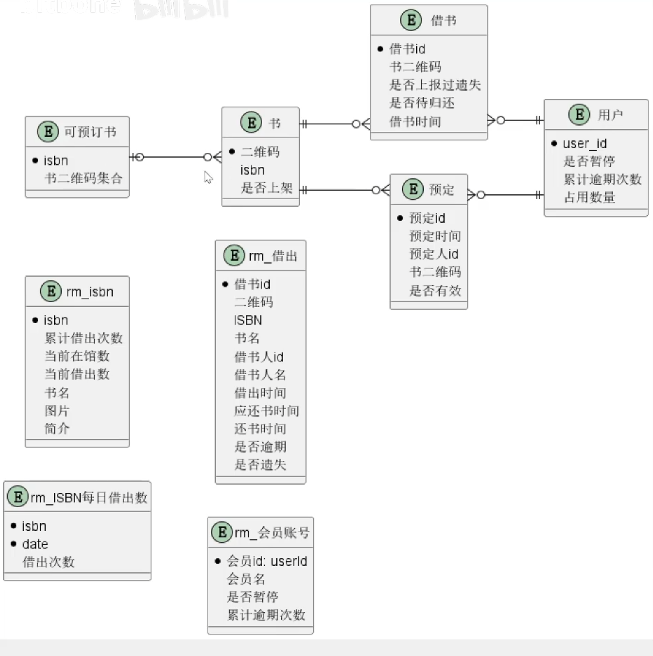 借书
借书id
书二维码
是否上报过遗失
是否待归还
借书时间
可预订书
isbn
书二维码集合
书
二维码
isbn
是否上架
用户
user_id
是否暂停
累计逾期次数
占用数量
预定
预定id
预定时间
预定人id
书二维码
是否有效
rm_isbn
isbn
累计借出次数
当前在馆数
当前借出数
书名
图片
简介
rm_借出
借书id
二维码
ISBN
书名
借书人id
借书人名
借出时间
应还书时间
还书时间
是否逾期
是否遗失
rm_ISBN每日借出数
isbn
date
借出次数
rm_会员账号
会员id: userId
会员名
是否暂停
累计逾期次数